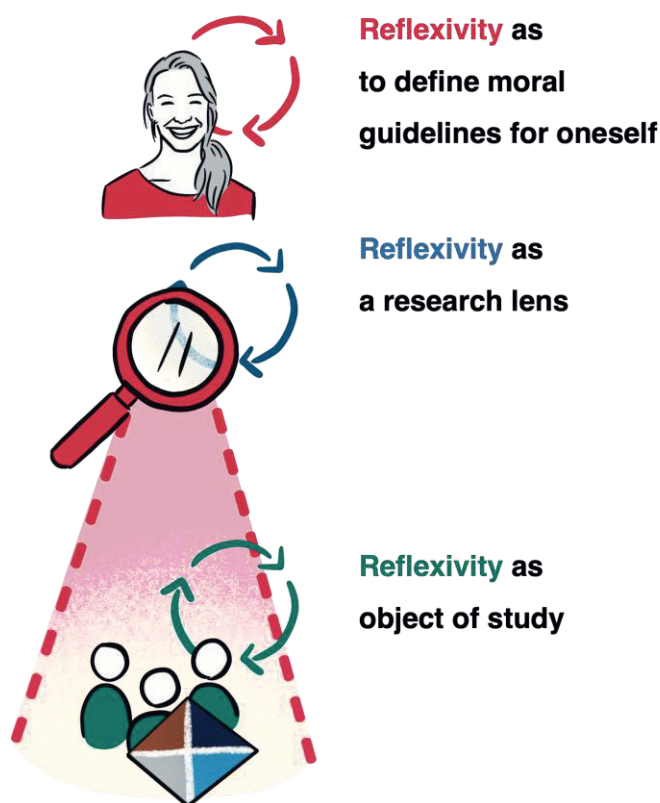 Reflexivity as
to define moral
guidelines for oneself
Reflexivity as
a research lens
Reflexivity as
object of study